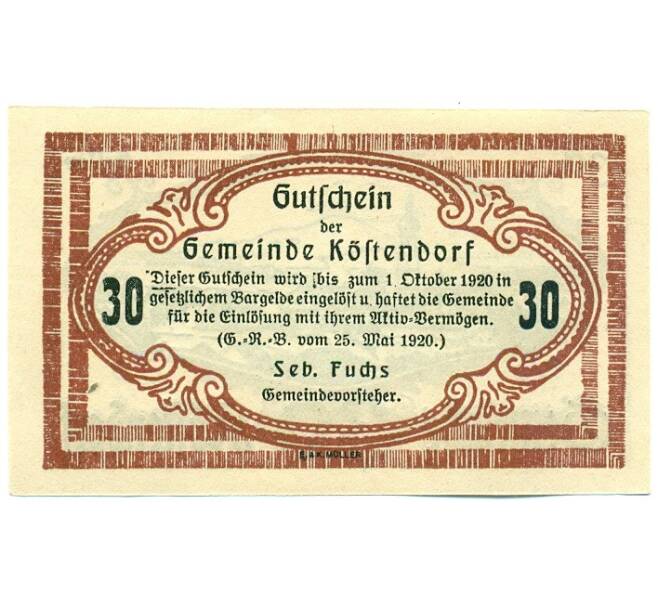 Gutschein
der
Gemeinde Köstendorf
Dieser Gutschein wird bis zum 1. Oktober 1920 in
30 gesetzlichem Bargelde eingelöst u. haftet die Gemeinde 30
für die Einlösung mit ihrem Aktiv-Vermögen.
(G.-R.-B. vom 25. Mai 1920.)
Seb. Fuchs
Gemeindevorsteher.
MÜLLER